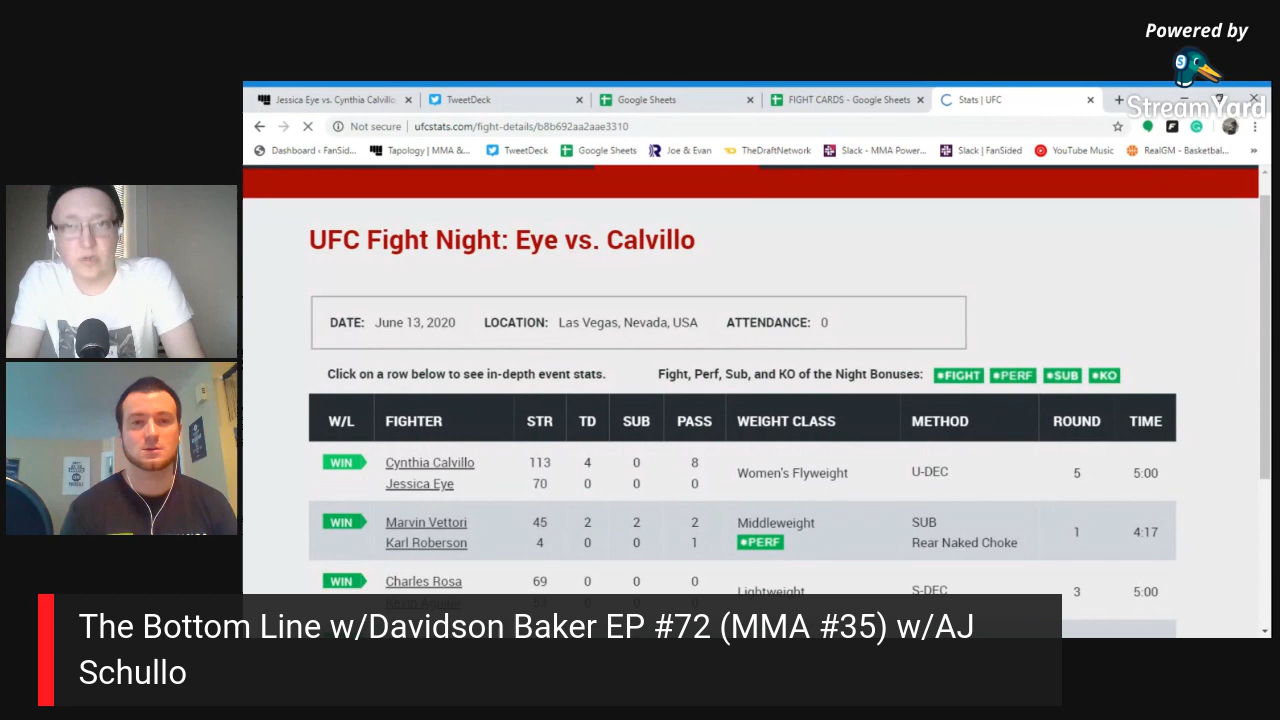 Powered by
StreamYard
Jessica Eye vs. Cynthia Calvillo
TweetDeck
Google Sheets
FIGHT CARDS - Google Sheets
Stats | UFC
Not secure | ufcstats.com/fight-details/b8b692aa2aae3310
Dashboard ‹ FanSid...
Tapology | MMA &...
TweetDeck
Google Sheets
Joe & Evan
TheDraftNetwork
Slack - MMA Power...
Slack | FanSided
YouTube Music
RealGM - Basketbal...
UFC Fight Night: Eye vs. Calvillo
DATE: June 13, 2020 LOCATION: Las Vegas, Nevada, USA ATTENDANCE: 0
Click on a row below to see in-depth event stats. Fight, Perf, Sub, and KO of the Night Bonuses: FIGHT PERF SUB KO
W/L FIGHTER STR TD SUB PASS WEIGHT CLASS METHOD ROUND TIME
WIN Cynthia Calvillo 113 4 0 8 Women's Flyweight U-DEC 5 5:00
Jessica Eye 70 0 0 0
WIN Marvin Vettori 45 2 2 2 Middleweight SUB 1 4:17
Karl Roberson 4 0 0 1 PERF Rear Naked Choke
WIN Charles Rosa 69 0 0 Lightweight S-DEC 3 5:00
Kevin Aguilar 53
The Bottom Line w/Davidson Baker EP #72 (MMA #35) w/AJ
Schullo